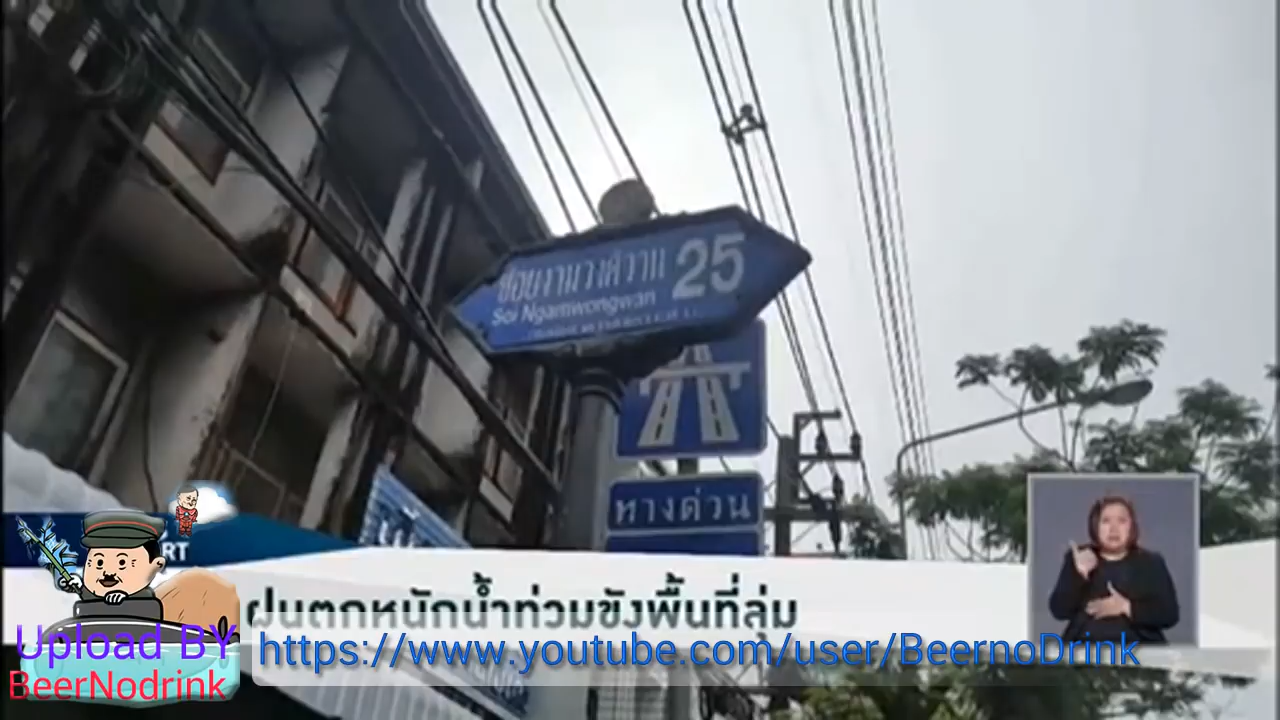 ซอยงามวงศ์วาน 25
Soi Ngamwongwan
ทางด่วน
RT
ฝนตกหนักน้ำท่วมขังพื้นที่ลุ่ม
Upload BY
https://www.youtube.com/user/BeernoDrink
BeerNodrink